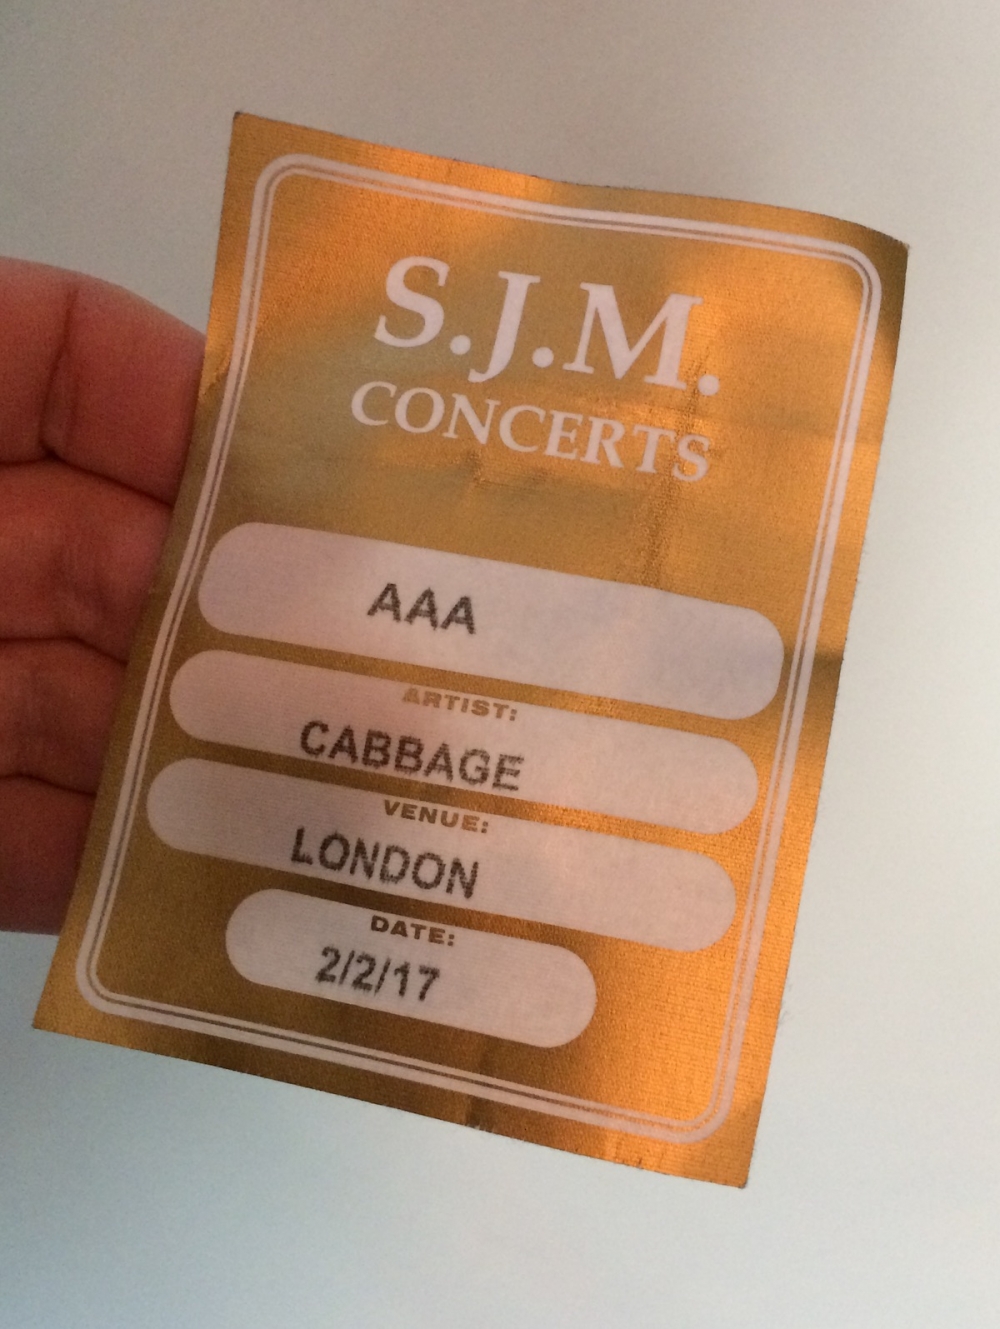 S.J.M.
CONCERTS
AAA
ARTIST:
CABBAGE
VENUE:
LONDON
DATE:
2/2/17